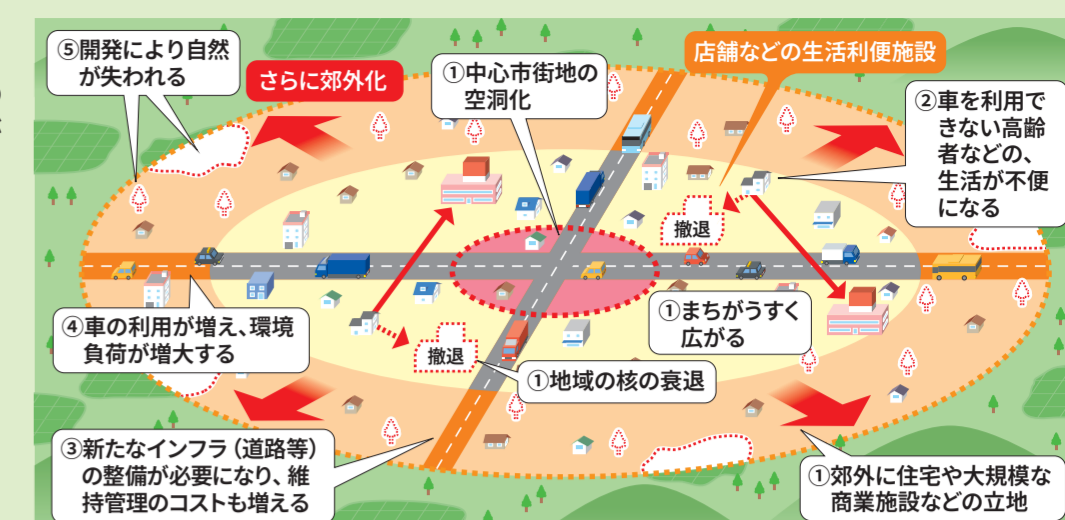 ⑤開発により自然
が失われる
さらに郊外化
①中心市街地の
空洞化
店舗などの生活利便施設
②車を利用で
きない高齢
者などの、
生活が不便
になる
撤退
①まちがうすく
広がる
④車の利用が増え、環境
負荷が増大する
撤退
①地域の核の衰退
③新たなインフラ（道路等）
の整備が必要になり、維
持管理のコストも増える
①郊外に住宅や大規模な
商業施設などの立地